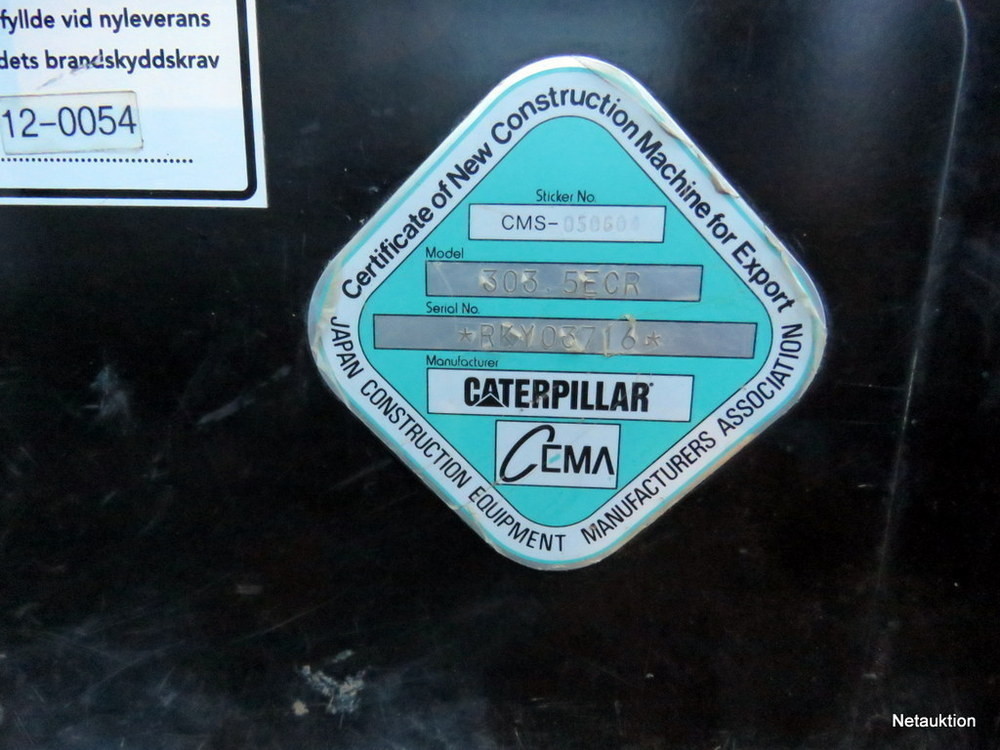 fyllde vid nyleverans
dets brandskyddskrav
12-0054
Certificate of New Construction Machine for Export
Sticker No.
CMS-
Model
303.5ECR
Serial No.
*RKY03716*
Manufacturer
CATERPILLAR
CEMA
JAPAN CONSTRUCTION EQUIPMENT MANUFACTURERS ASSOCIATION
Netauktion